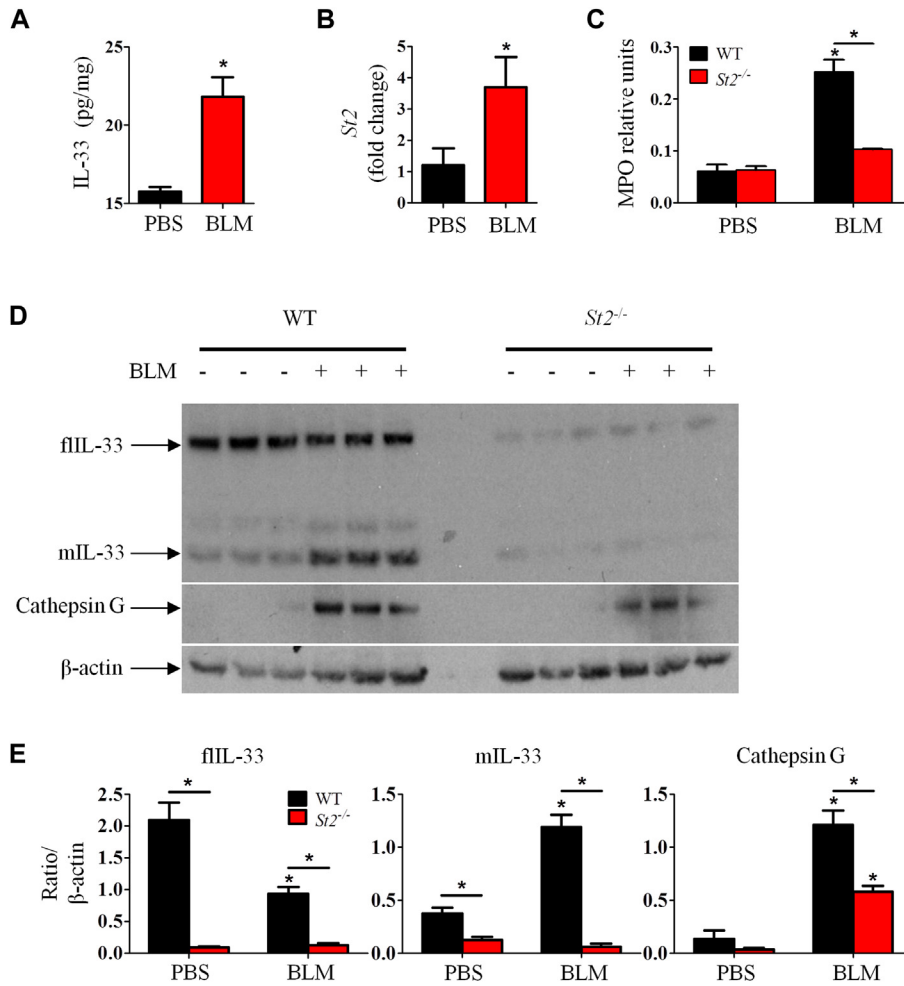 A
IL-33 (pg/mg)
25
20
15
*
PBS BLM
B
St2
(fold change)
5
4
3
2
1
0
*
PBS BLM
C
MPO relative units
0.3
0.2
0.1
0.0
WT
St2-/-
*
*
PBS BLM
D
WT St2-/-
BLM - - - + + + - - - + + +
flIL-33
mIL-33
Cathepsin G
β-actin
E
Ratio/
β-actin
flIL-33
2.5
2.0
1.5
1.0
0.5
0.0
WT
St2-/-
*
*
*
PBS BLM
mIL-33
1.5
1.0
0.5
0.0
*
*
*
PBS BLM
Cathepsin G
1.5
1.0
0.5
0.0
*
*
*
PBS BLM